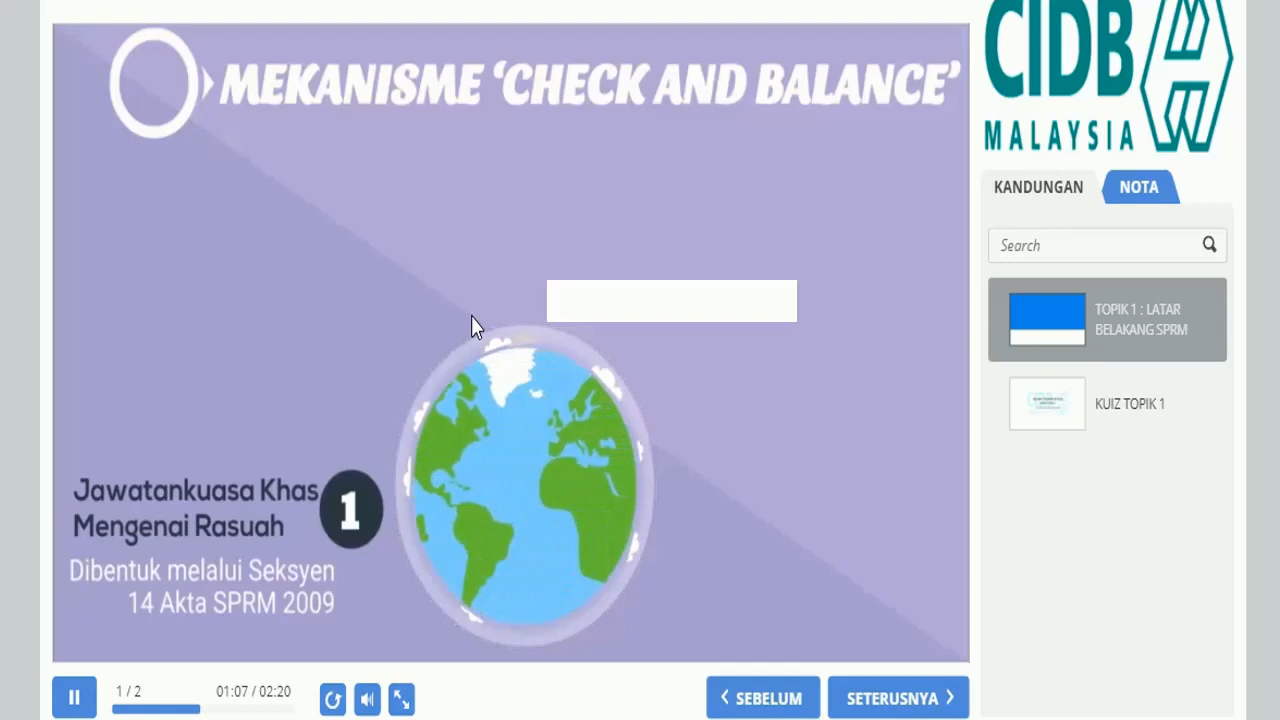 MEKANISME ‘CHECK AND BALANCE’
Jawatankuasa Khas
Mengenai Rasuah
1
Dibentuk melalui Seksyen
14 Akta SPRM 2009
CIDB
MALAYSIA
KANDUNGAN
NOTA
Search
TOPIK 1 : LATAR
BELAKANG SPRM
KUIZ TOPIK 1
1 / 2
01:07 / 02:20
SEBELUM
SETERUSNYA